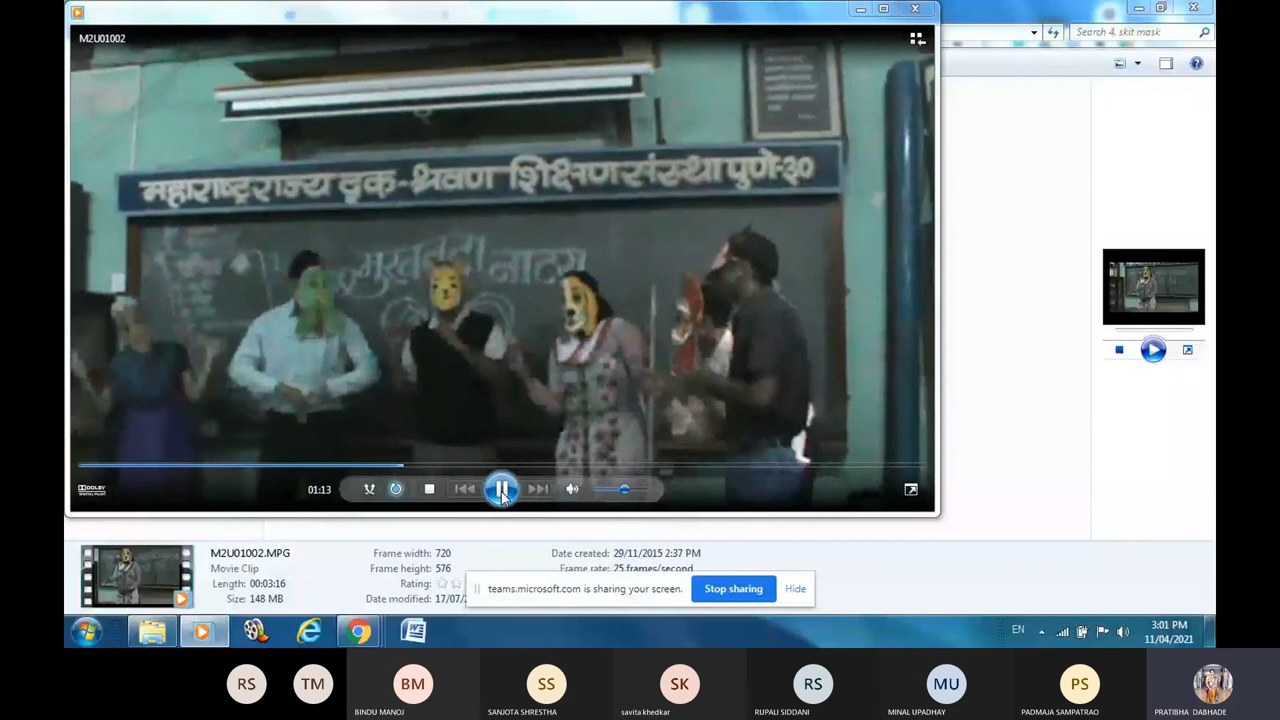 M2U01002
Search 4. skit mask
महाराष्ट्र राज्य दृक-श्रवण शिक्षण संस्था पुणे-३०
नाट्य
DOLBY
01:13
M2U01002.MPG
Movie Clip
Length: 00:03:16
Size: 148 MB
Frame width: 720
Frame height: 576
Rating:
Date modified: 17/07/
Date created: 29/11/2015 2:37 PM
Frame rate: 25 frames/second
teams.microsoft.com is sharing your screen.
Stop sharing
Hide
EN
3:01 PM
11/04/2021
RS
TM
BM
SS
SK
RS
MU
PS
BINDU MANOJ
SANJOTA SHRESTHA
savita khedkar
RUPALI SIDDANI
MINAL UPADHAY
PADMAJA SAMPATRAO
PRATIBHA DABHADE